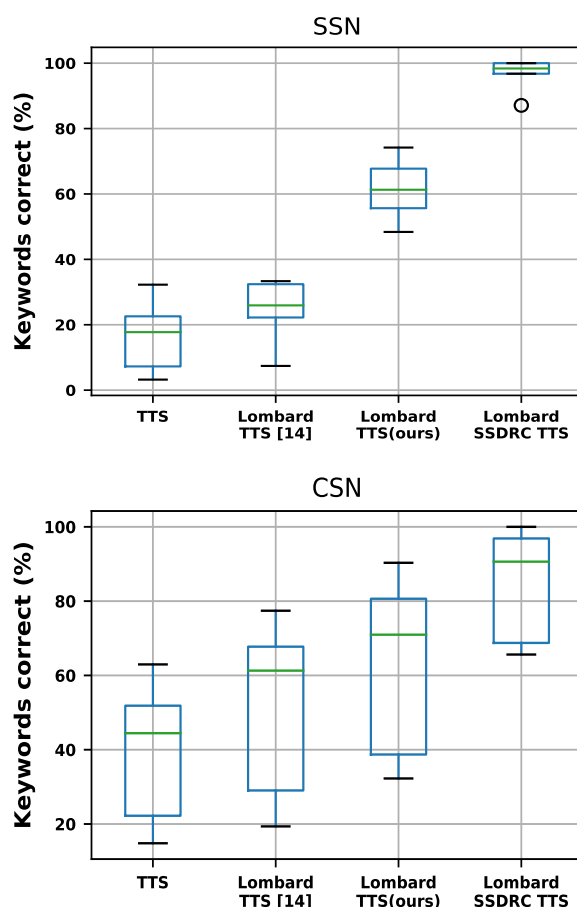 SSN
Keywords correct (%)
100
80
60
40
20
0
TTS
Lombard
TTS [14]
Lombard
TTS(ours)
Lombard
SSDRC TTS
CSN
Keywords correct (%)
100
80
60
40
20
TTS
Lombard
TTS [14]
Lombard
TTS(ours)
Lombard
SSDRC TTS